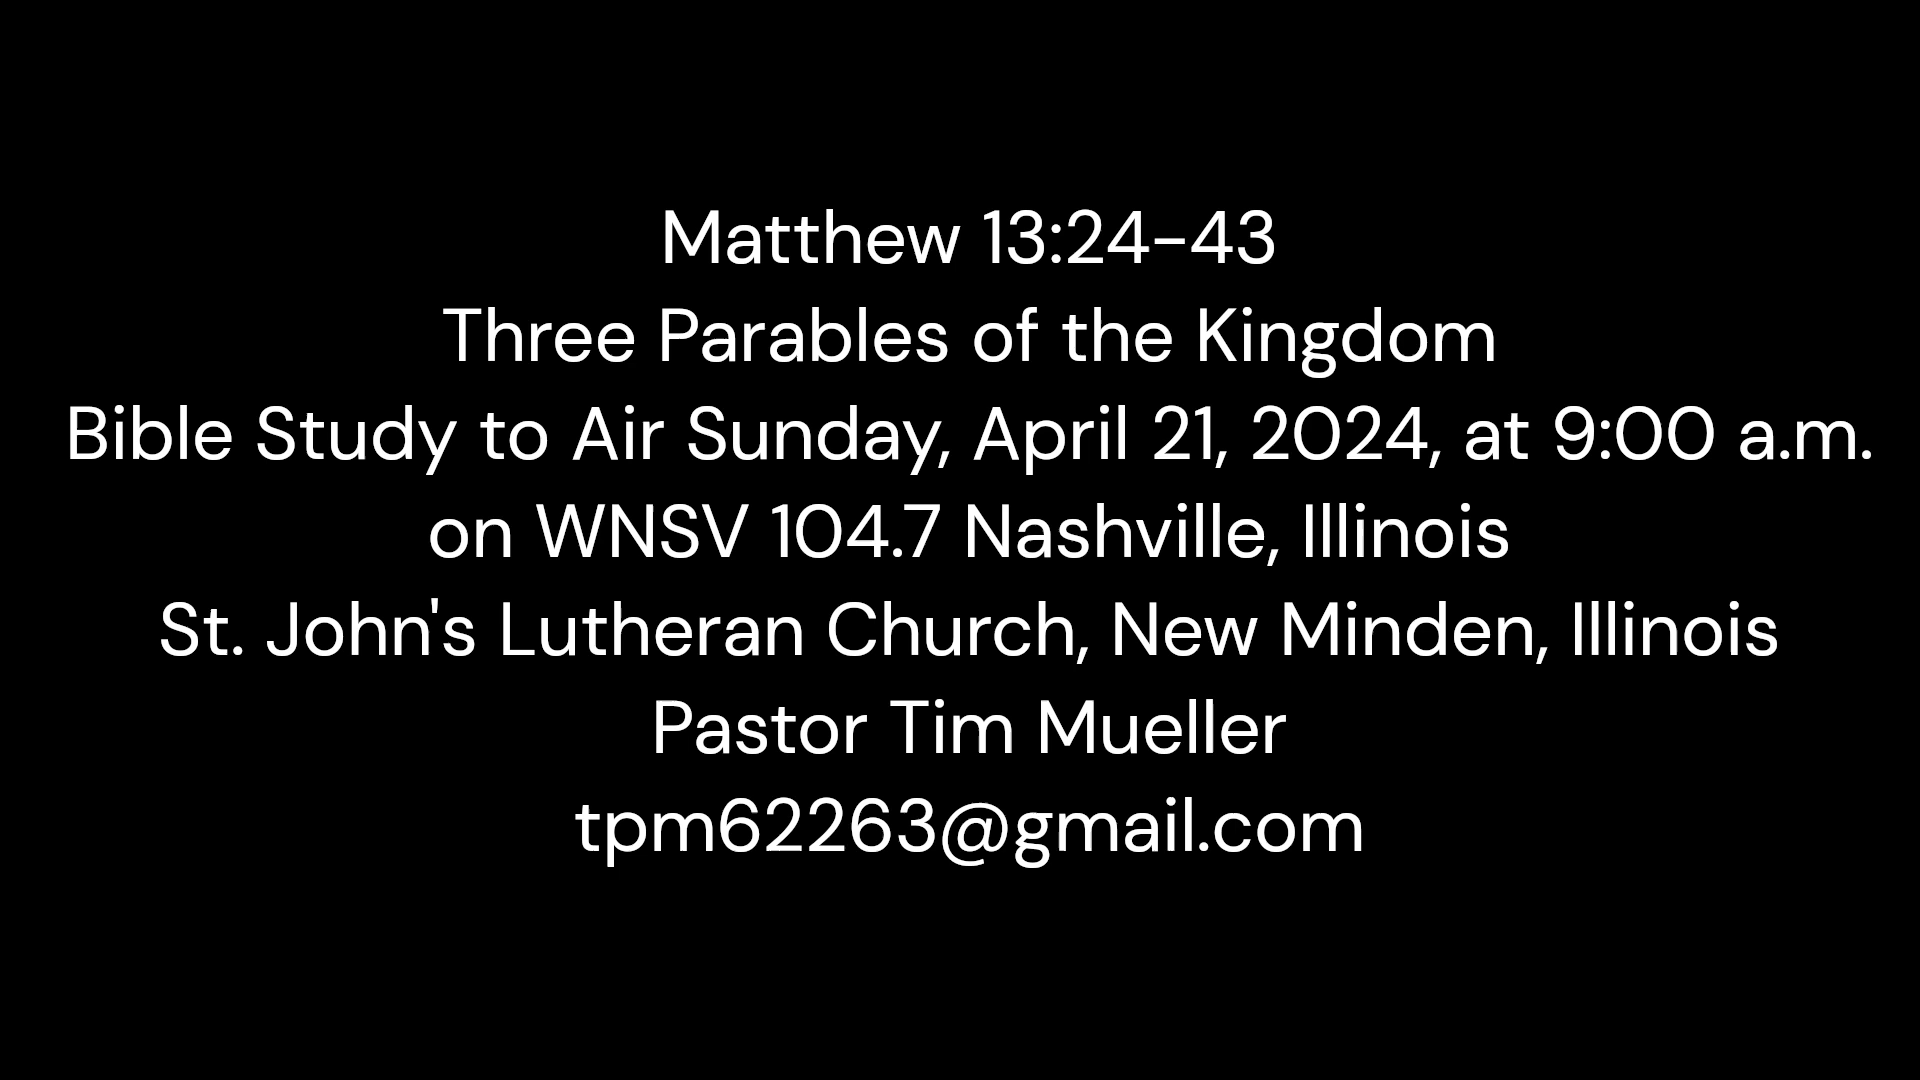 Matthew 13:24-43
Three Parables of the Kingdom
Bible Study to Air Sunday, April 21, 2024, at 9:00 a.m.
on WNSV 104.7 Nashville, Illinois
St. John's Lutheran Church, New Minden, Illinois
Pastor Tim Mueller
tpm62263@gmail.com